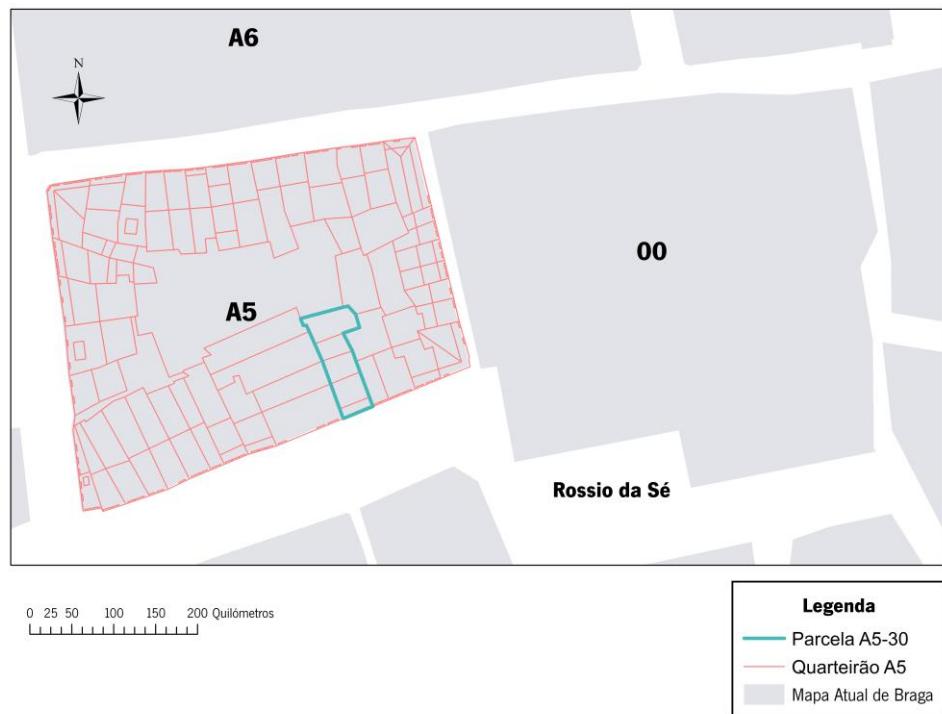 A6
N
00
A5
Rossio da Sé
0 25 50 100 150 200 Quilómetros
Legenda
Parcela A5-30
Quarteirão A5
Mapa Atual de Braga